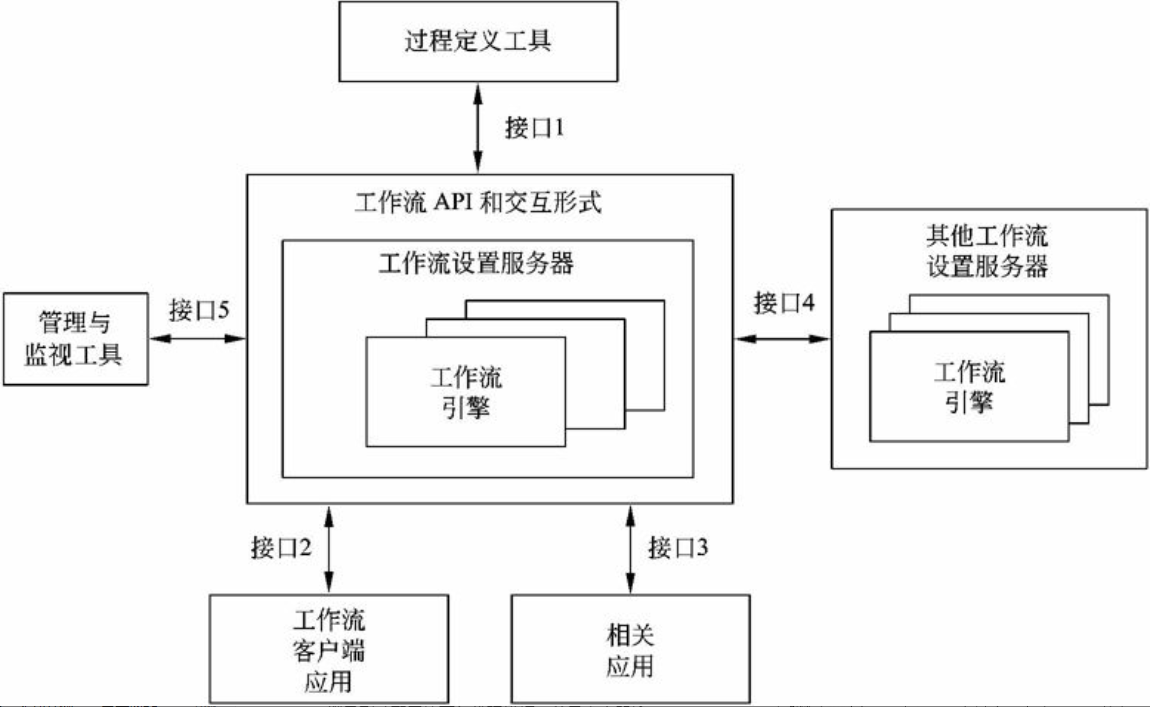 过程定义工具
接口1
工作流 API 和交互形式
工作流设置服务器
工作流
引擎
其他工作流
设置服务器
工作流
引擎
接口4
接口5
管理与
监视工具
接口2
接口3
工作流
客户端
应用
相关
应用